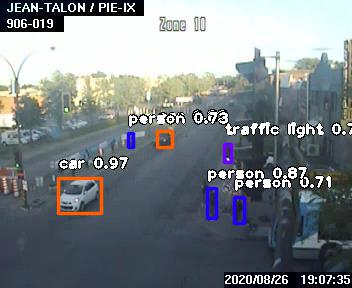 JEAN-TALON / PIE-IX
906-019
Zone 10
person 0.73
traffic light 0.7
car 0.97
person 0.87
person 0.71
2020/08/26 19:07:35